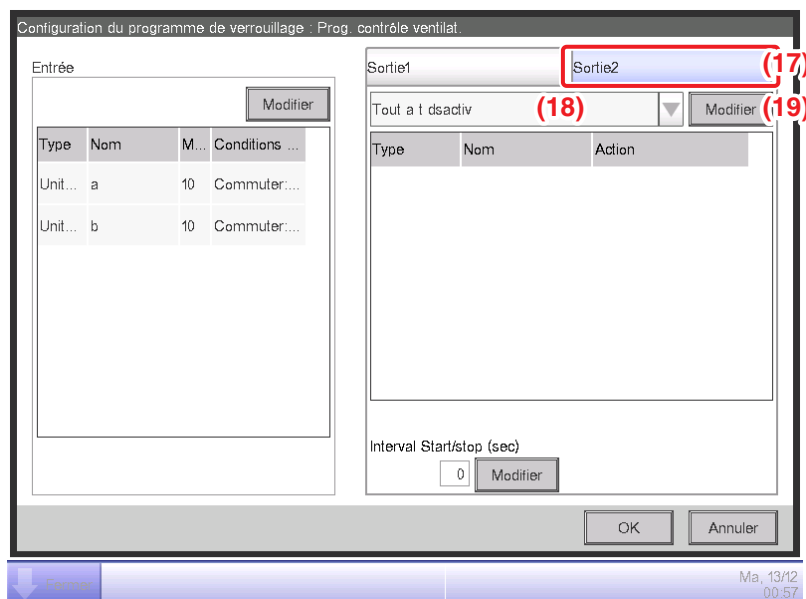 Configuration du programme de verrouillage : Prog. contrôle ventilat.
Entrée
Modifier
Type Nom M... Conditions ...
Unit... a 10 Commuter:...
Unit... b 10 Commuter:...
Sortie1 Sortie2 (17)
Tout a t dsactiv (18) Modifier (19)
Type Nom Action
Interval Start/stop (sec)
0 Modifier
OK Annuler
Ma, 13/12
00:57